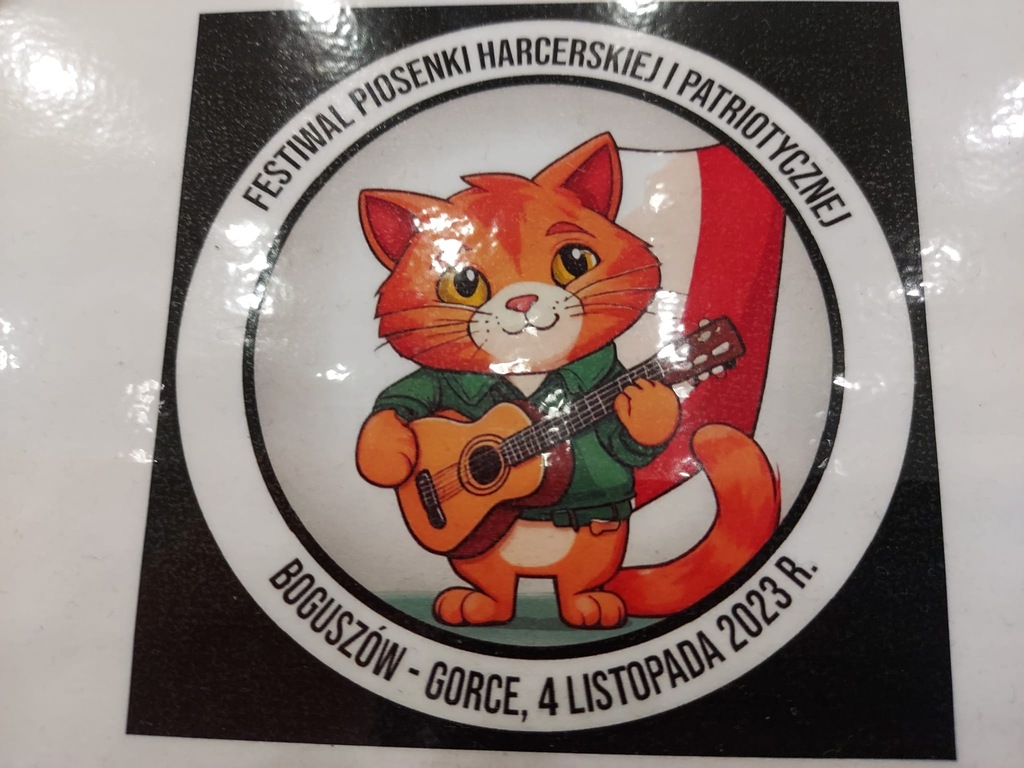 FESTIWAL PIOSENKI HARCERSKIEJ I PATRIOTYCZNEJ
BOGUSZÓW - GORCE, 4 LISTOPADA 2023 R.